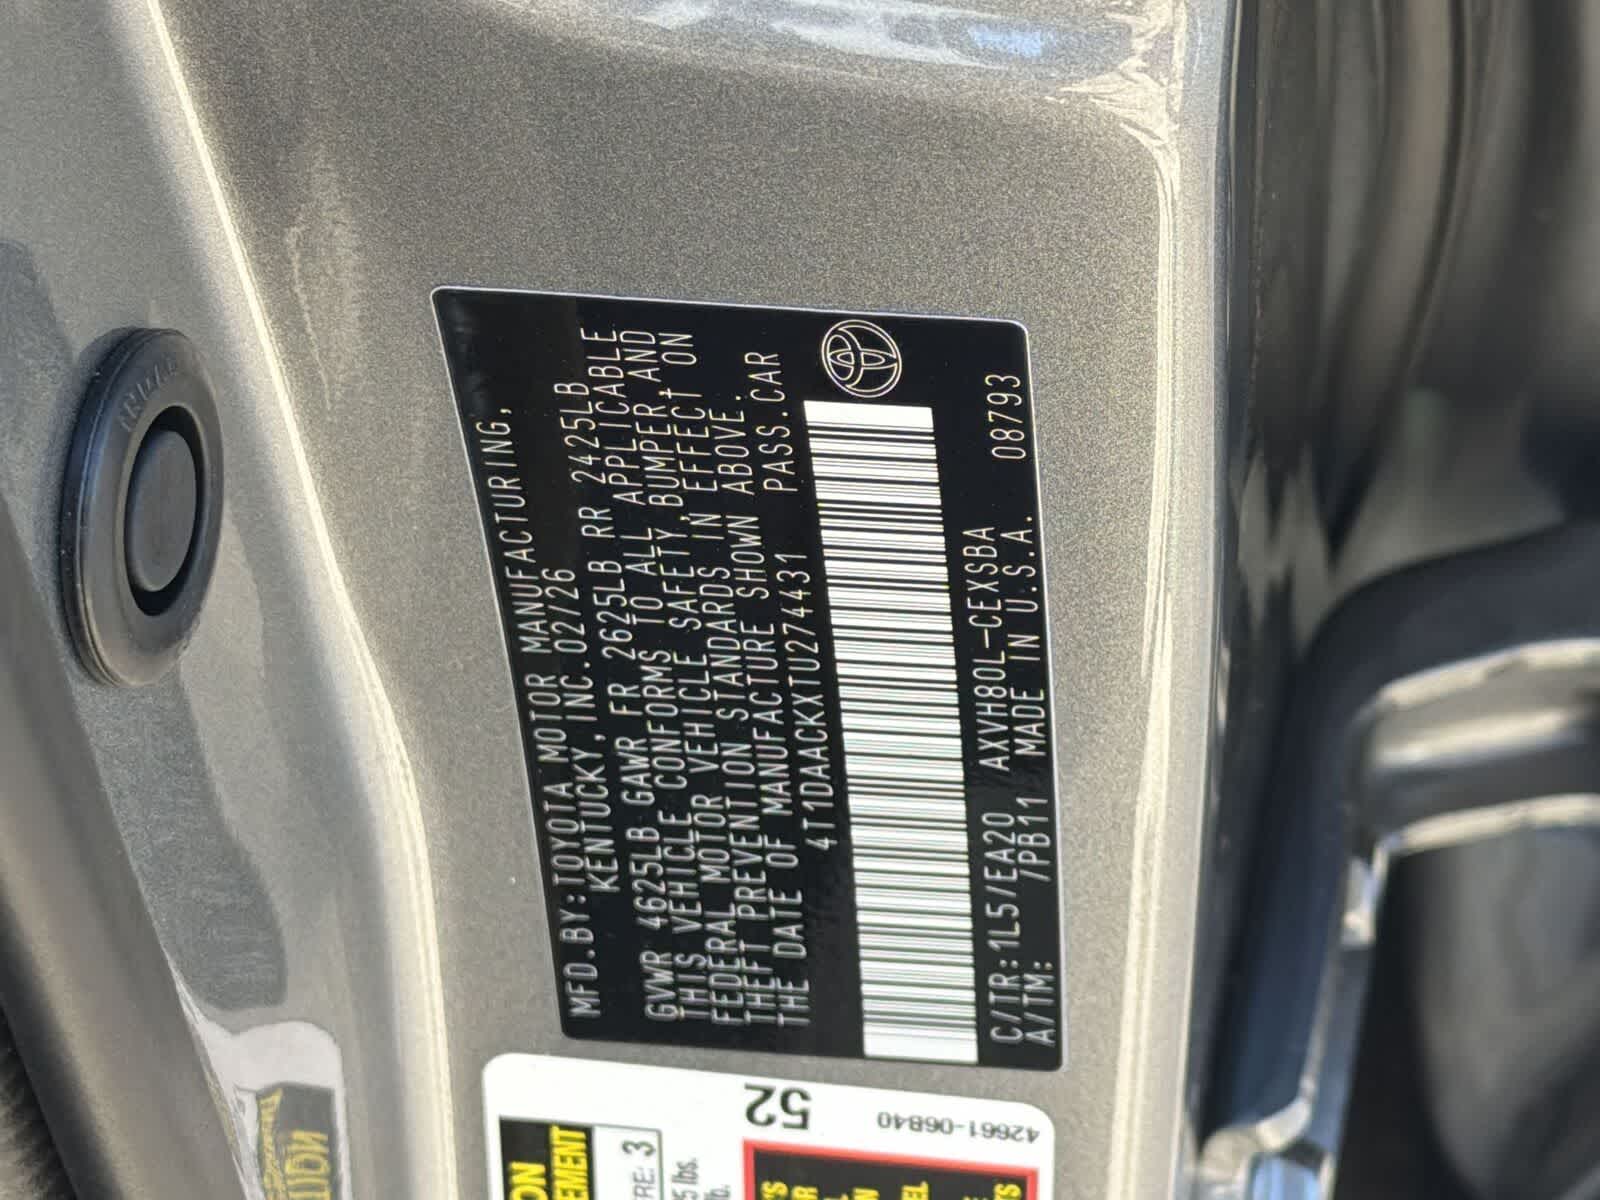 MFD.BY:TOYOTA MOTOR MANUFACTURING,
KENTUCKY, INC. 02/26
GVWR 4625LB GAWR FR 2625LB RR 2425LB
THIS VEHICLE CONFORMS TO ALL APPLICABLE
FEDERAL MOTOR VEHICLE SAFETY, BUMPER, AND
THEFT PREVENTION STANDARDS IN EFFECT ON
THE DATE OF MANUFACTURE SHOWN ABOVE.
4T1DAACKXTU274431 PASS.CAR
C/TR:1L5/EA20 AXVH80L-CEXSBA 08793
A/TM: /PB11 MADE IN U.S.A.
52
42661-06B40
3